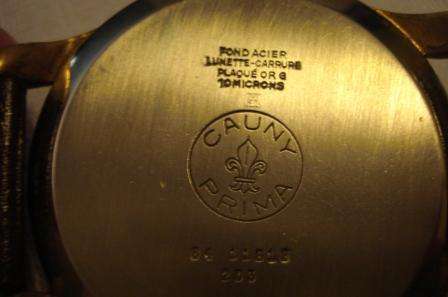 FOND ACIER
LUNETTE-CARRURE
PLAQUÉ OR G
10 MICRONS
CAUNY
PRIMA